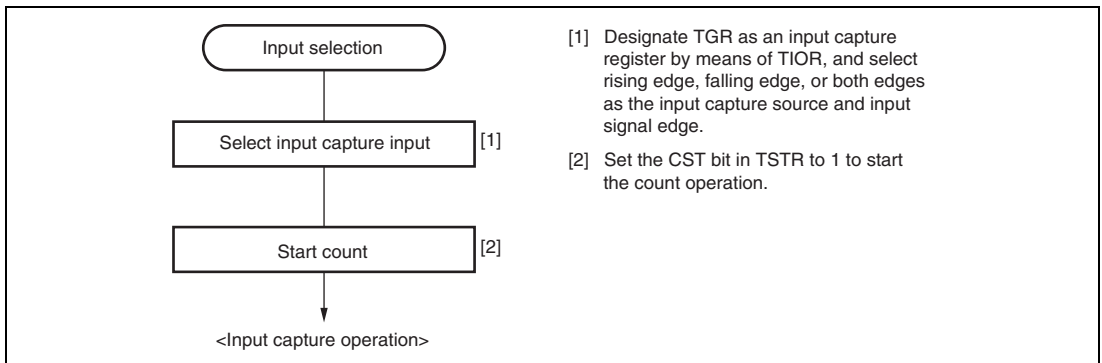 Input selection
Select input capture input
[1]
Start count
[2]
<Input capture operation>
[1] Designate TGR as an input capture
register by means of TIOR, and select
rising edge, falling edge, or both edges
as the input capture source and input
signal edge.
[2] Set the CST bit in TSTR to 1 to start
the count operation.